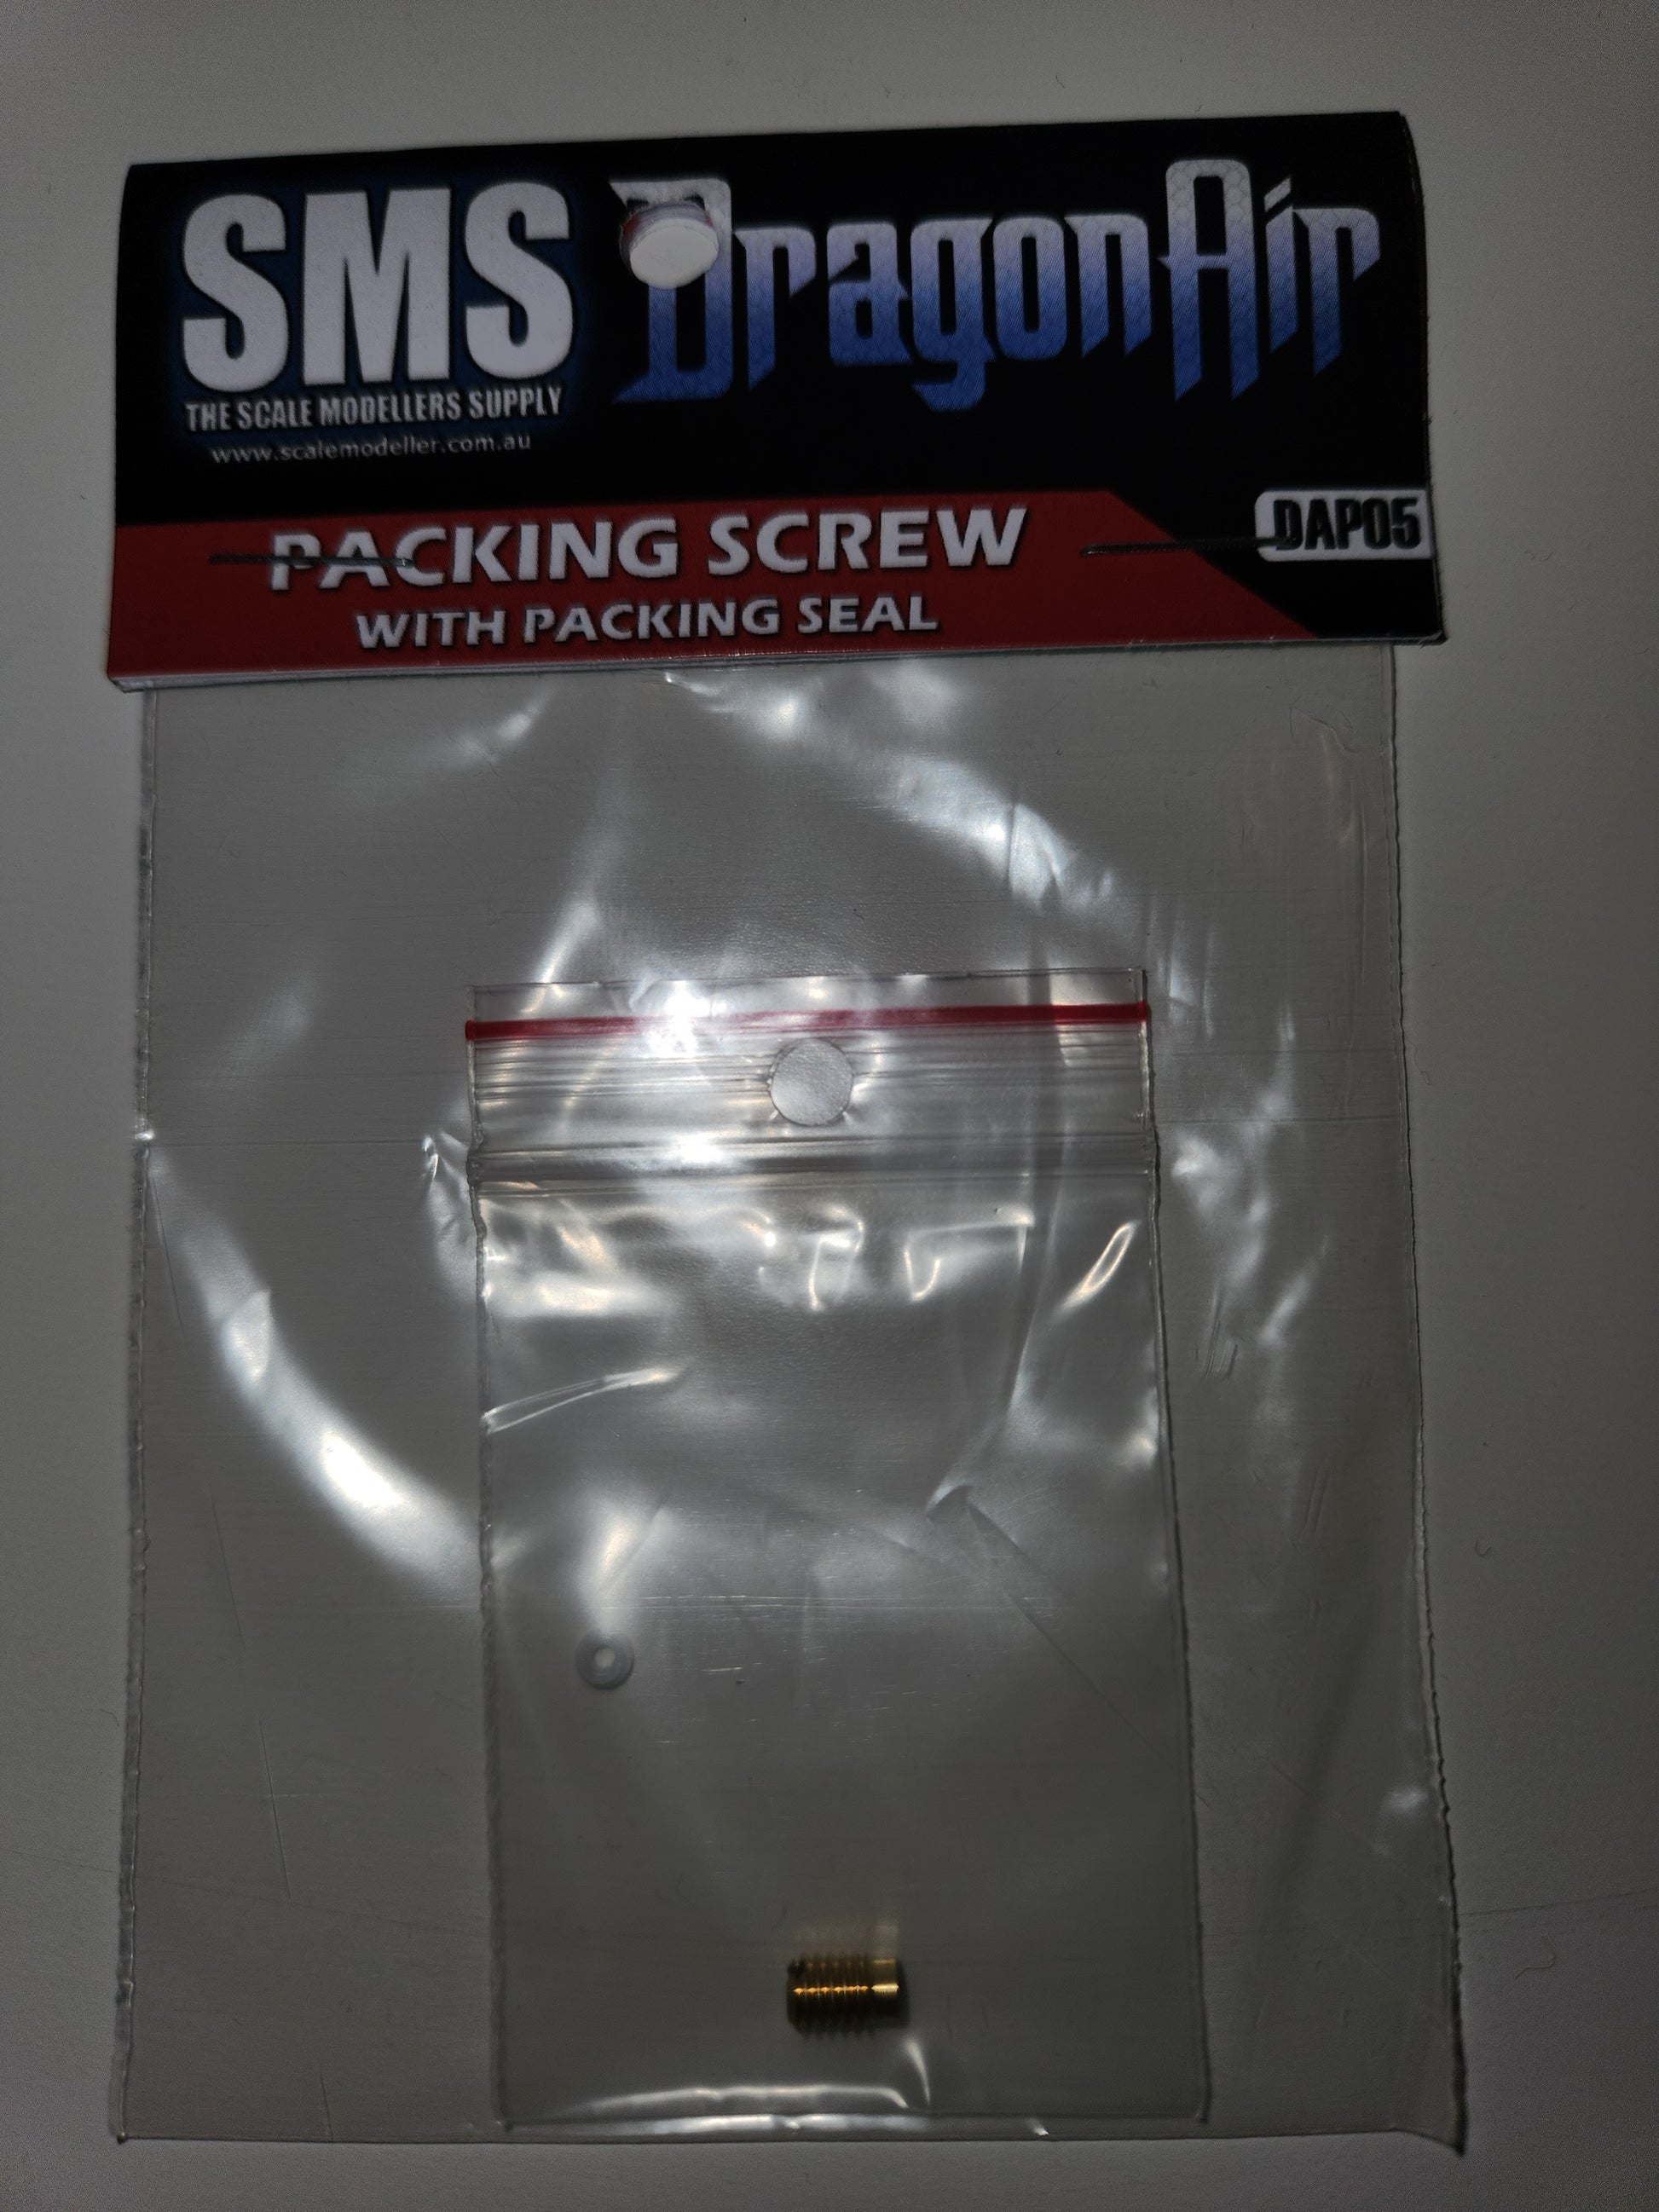 SMS DragonAir
THE SCALE MODELLERS SUPPLY
www.scalemodeller.com.au
PACKING SCREW
DAP05
WITH PACKING SEAL